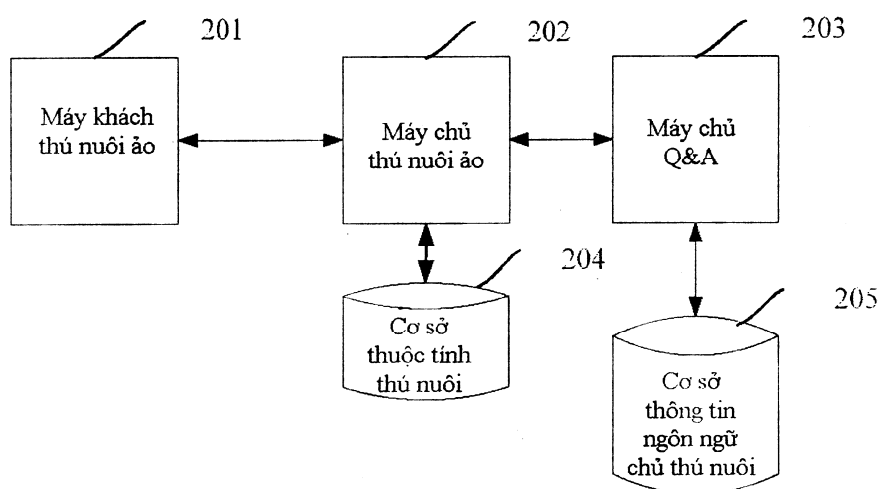 201
202
203
Máy khách
thú nuôi ảo
Máy chủ
thú nuôi ảo
Máy chủ
Q&A
204
205
Cơ sở
thuộc tính
thú nuôi
Cơ sở
thông tin
ngôn ngữ
chủ thú nuôi